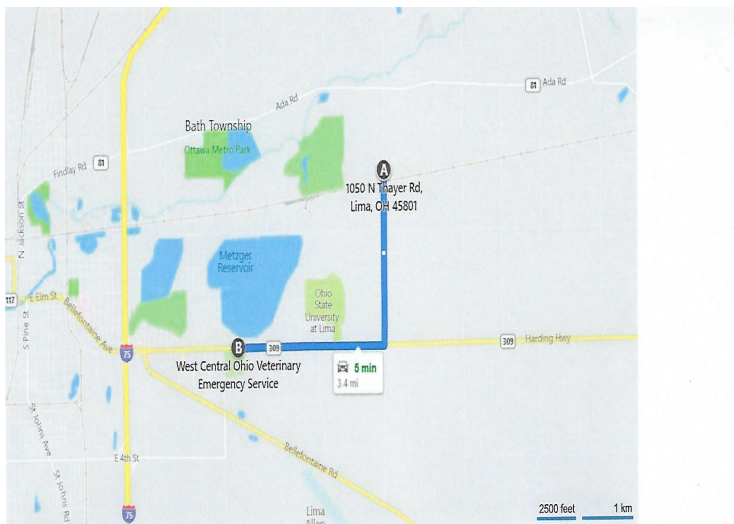 81
Ada Rd
Ada Rd
Bath Township
Ottawa Metro Park
81
Findlay Rd
A
1050 N Thayer Rd,
Lima, OH 45801
N Jackson St
Metzger
Reservoir
Ohio
State
University
at Lima
117
E Elm St
Bellefontaine Ave
S Pine St
75
B
309
309
Harding Hwy
West Central Ohio Veterinary
Emergency Service
5 min
3.4 mi
St Johns Ave
E 4th St
Bellefontaine Rd
St Johns Rd
75
Lima
Allen
2500 feet
1 km